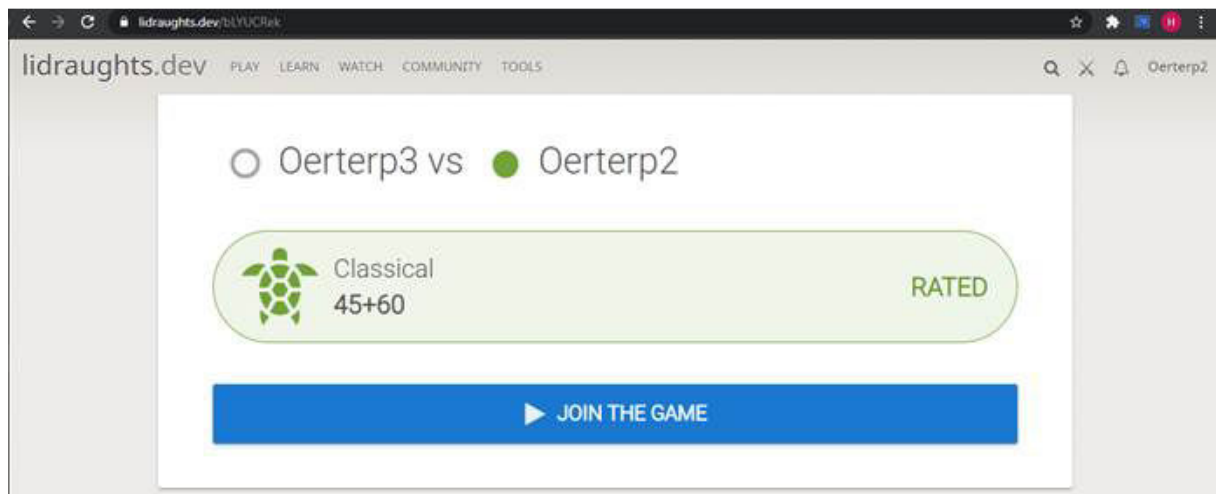 lidraughts.dev/bLYUCRek
H
lidraughts.dev PLAY LEARN WATCH COMMUNITY TOOLS Oerterp2
Oerterp3 vs Oerterp2
Classical
45+60
RATED
JOIN THE GAME